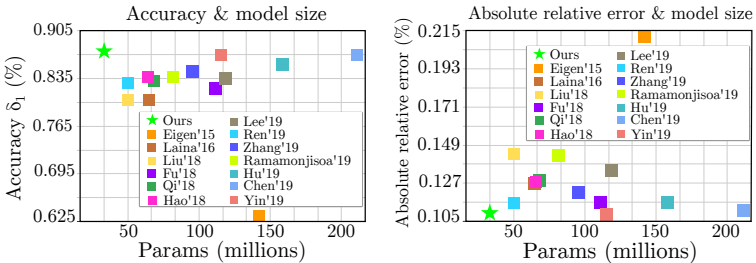 Accuracy & model size
Accuracy δ₁ (%)
0.905
0.835
0.765
0.695
0.625
Ours
Eigen'15
Laina'16
Liu'18
Fu'18
Qi'19
Hao'18
Lee'19
Ren'19
Zhang'19
Ramamonjisoa'19
Hu'19
Chen'19
Yin'19
50 100 150 200
Params (millions)
Absolute relative error & model size
Absolute relative error (%)
0.215
0.193
0.171
0.149
0.127
0.105
Ours
Eigen'15
Laina'16
Liu'18
Fu'18
Qi'18
Hao'18
Lee'19
Ren'19
Zhang'19
Ramamonjisoa'19
Hu'19
Chen'19
Yin'19
50 100 150 200
Params (millions)